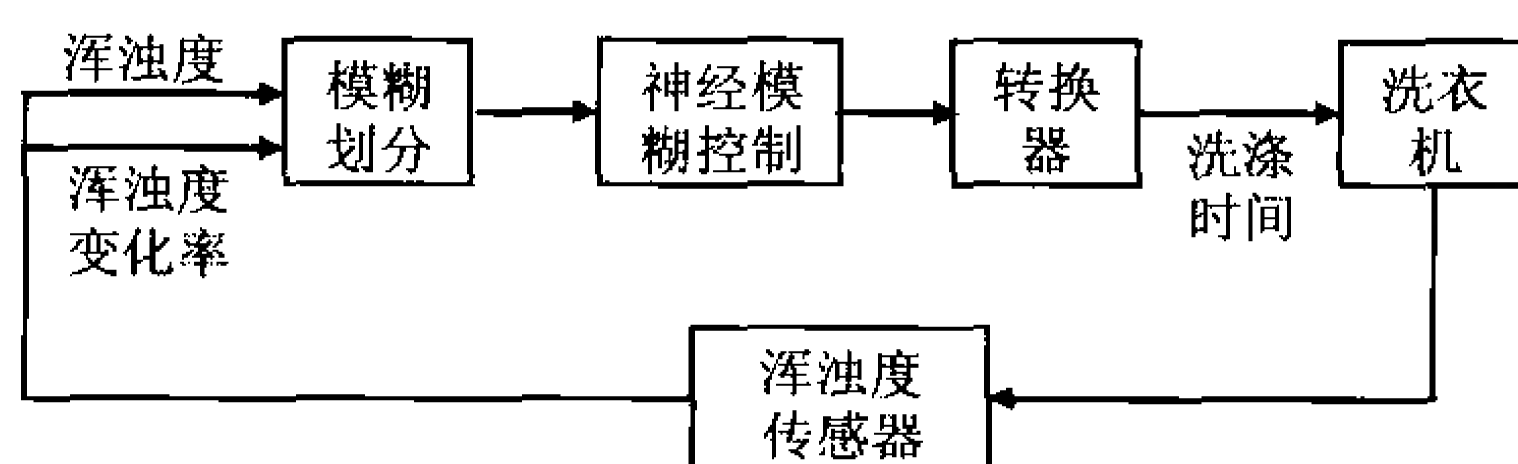 浑浊度
模糊
划分
神经模
糊控制
转换
器
洗衣
机
浑浊度
变化率
洗涤
时间
浑浊度
传感器